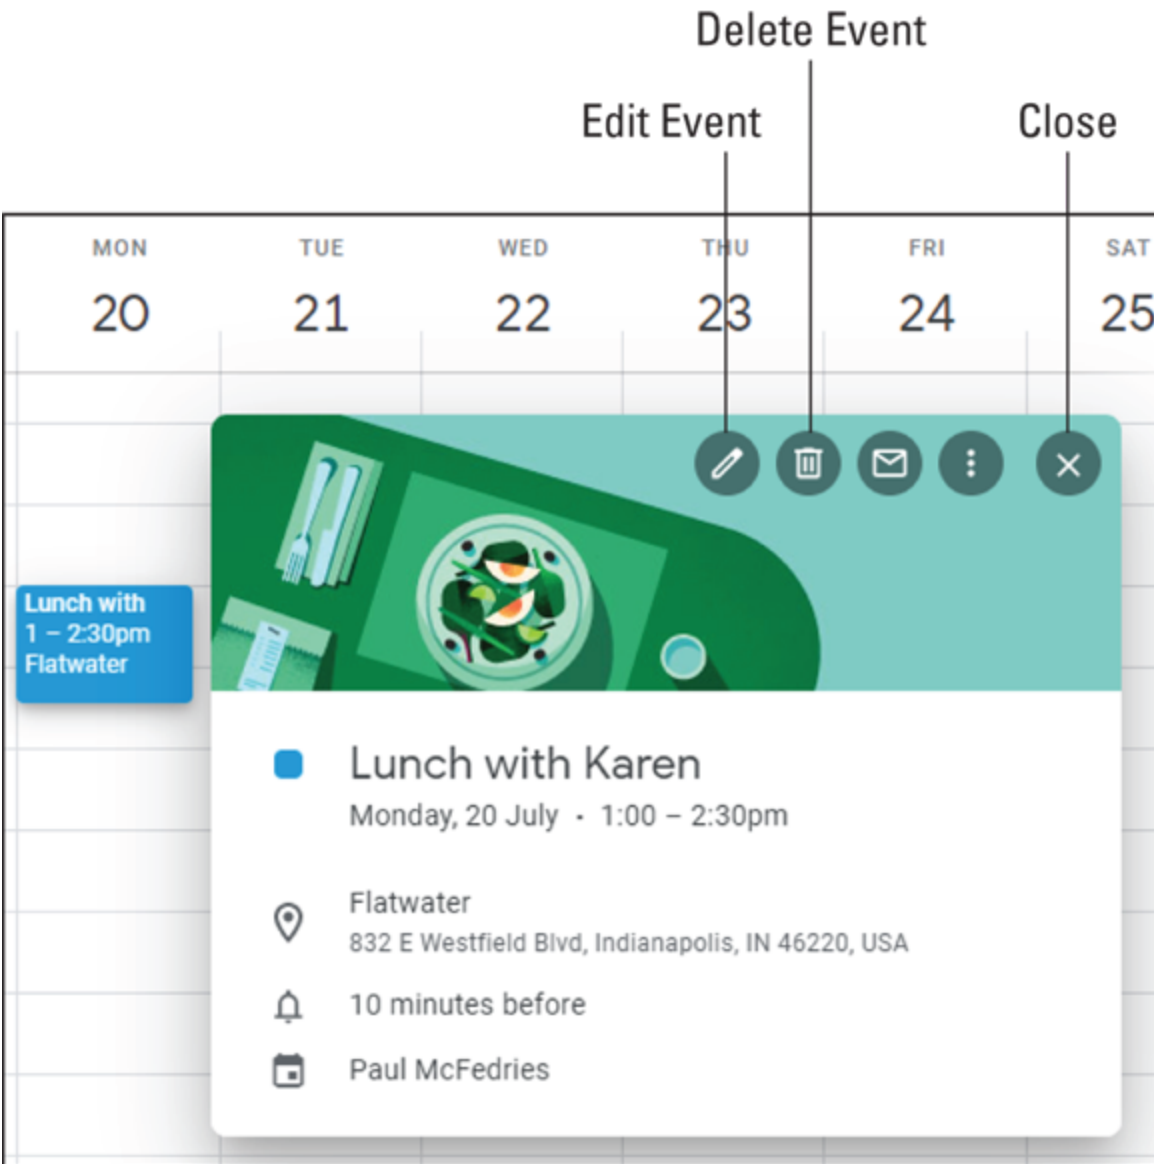 Delete Event
Edit Event
Close
MON
TUE
WED
THU
FRI
SAT
20
21
22
23
24
25
Lunch with
1 – 2:30pm
Flatwater
Lunch with Karen
Monday, 20 July · 1:00 – 2:30pm
Flatwater
832 E Westfield Blvd, Indianapolis, IN 46220, USA
10 minutes before
Paul McFedries